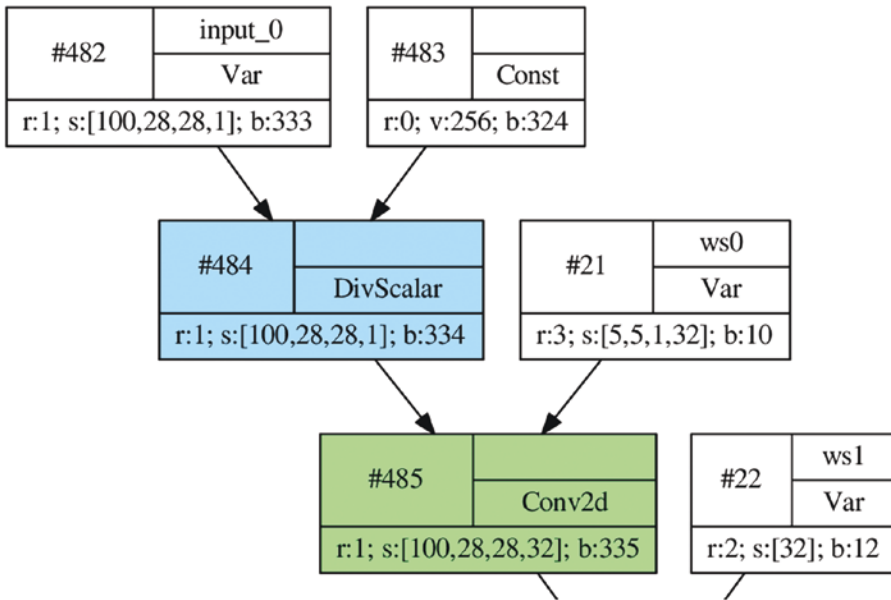 #482
input_0
Var
r:1; s:[100,28,28,1]; b:333
#483
Const
r:0; v:256; b:324
#484
DivScalar
r:1; s:[100,28,28,1]; b:334
#21
ws0
Var
r:3; s:[5,5,1,32]; b:10
#485
Conv2d
r:1; s:[100,28,28,32]; b:335
#22
ws1
Var
r:2; s:[32]; b:12